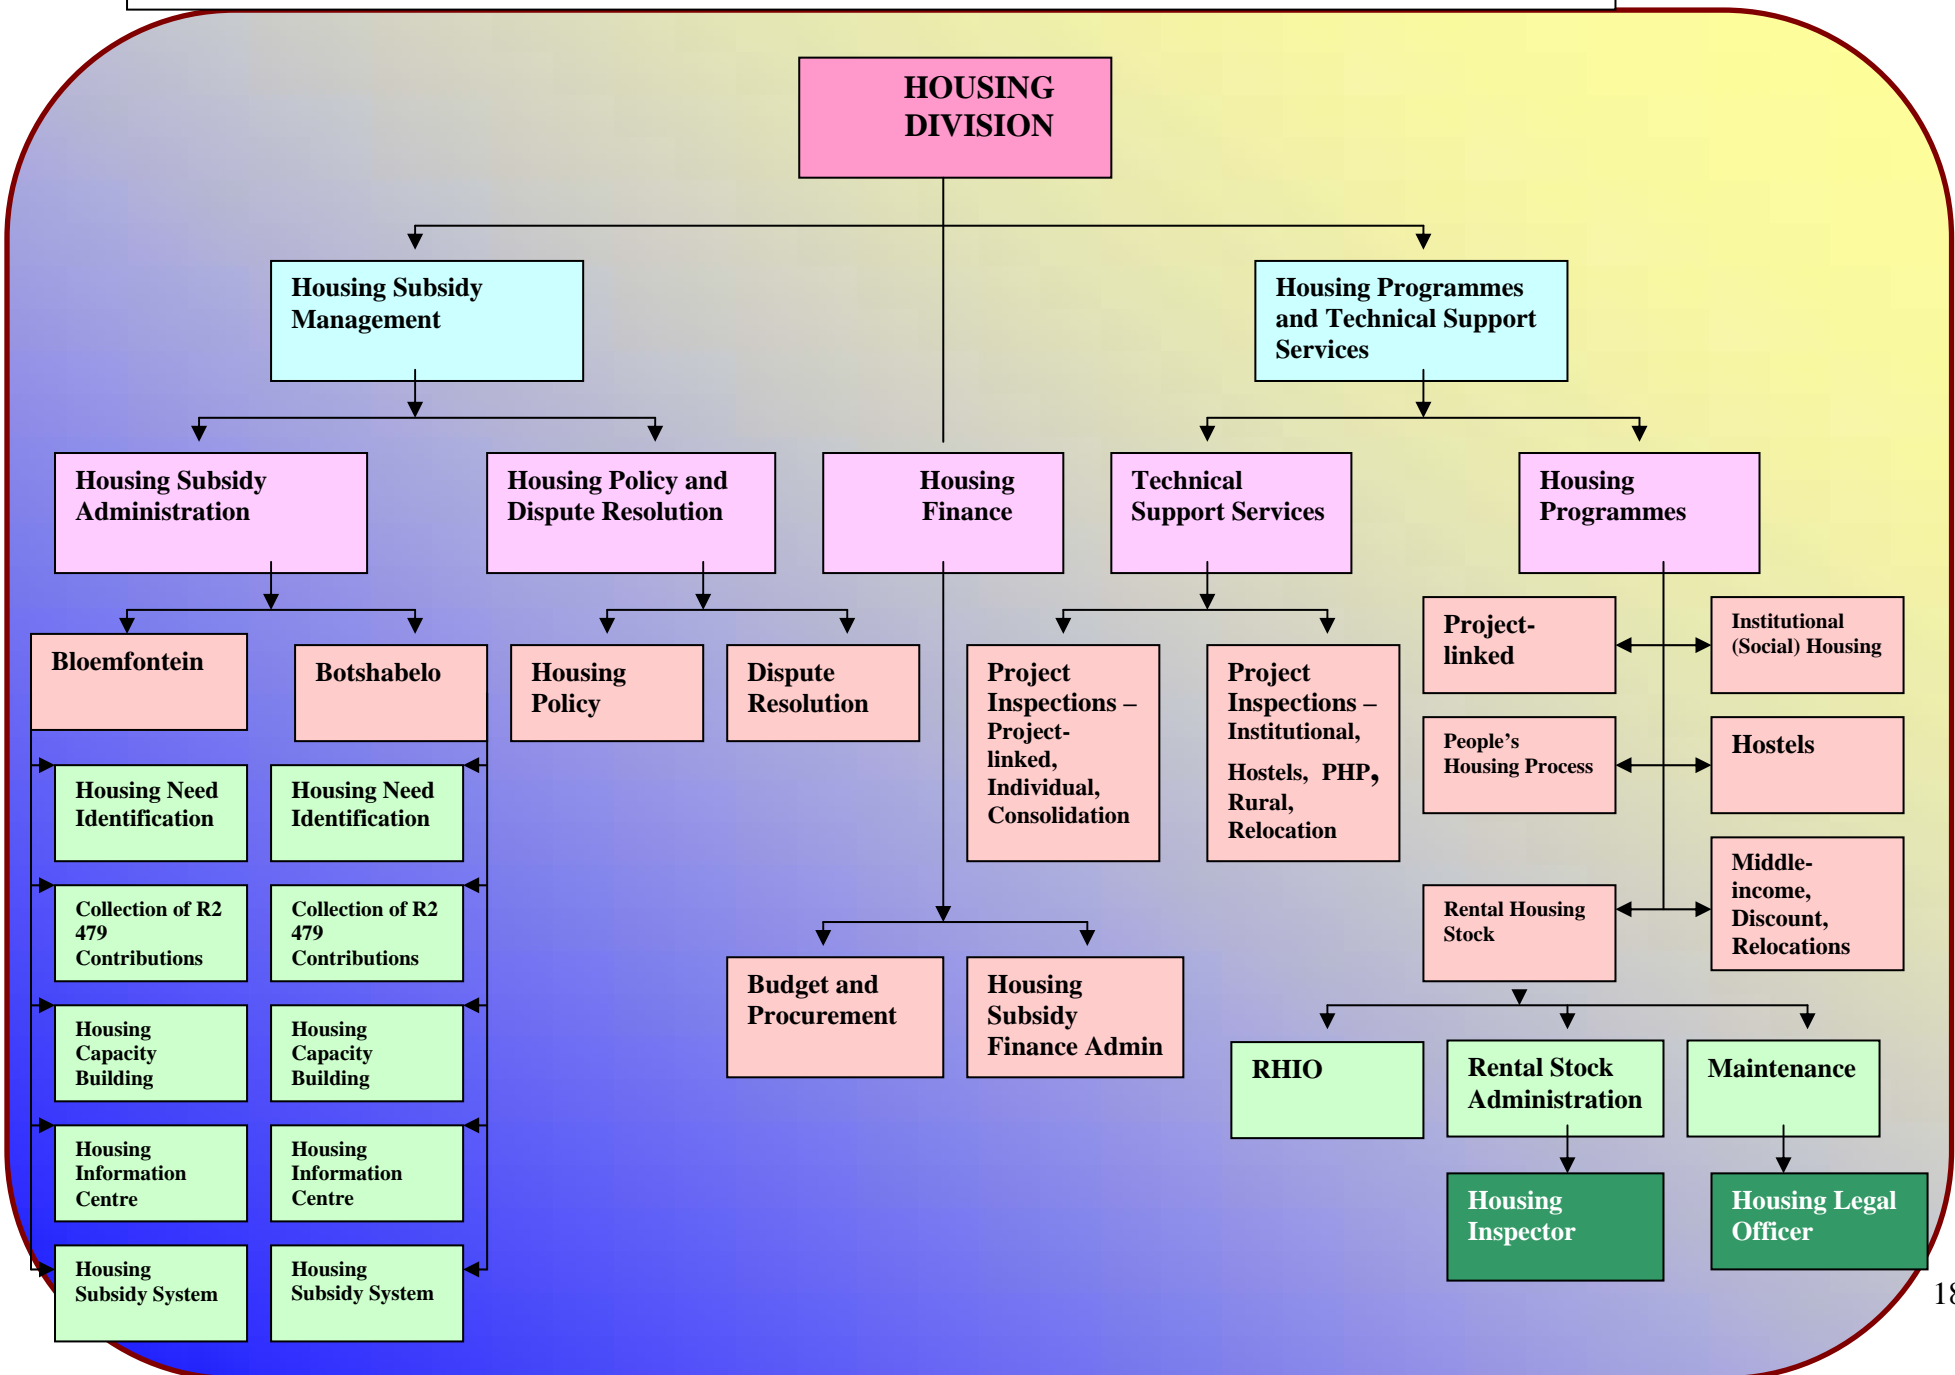 HOUSING
DIVISION
Housing Subsidy
Management
Housing Programmes
and Technical Support
Services
Housing Subsidy
Administration
Housing Policy and
Dispute Resolution
Housing
Finance
Technical
Support Services
Housing
Programmes
Bloemfontein
Botshabelo
Housing
Policy
Dispute
Resolution
Project
Inspections –
Project-
linked,
Individual,
Consolidation
Project
Inspections –
Institutional,
Hostels, PHP,
Rural,
Relocation
Project-
linked
Institutional
(Social) Housing
People's
Housing Process
Hostels
Rental Housing
Stock
Middle-
income,
Discount,
Relocations
Housing Need
Identification
Housing Need
Identification
Collection of R2
479
Contributions
Collection of R2
479
Contributions
Housing
Capacity
Building
Housing
Capacity
Building
Housing
Information
Centre
Housing
Information
Centre
Housing
Subsidy System
Housing
Subsidy System
Budget and
Procurement
Housing
Subsidy
Finance Admin
RHIO
Rental Stock
Administration
Maintenance
Housing
Inspector
Housing Legal
Officer
18